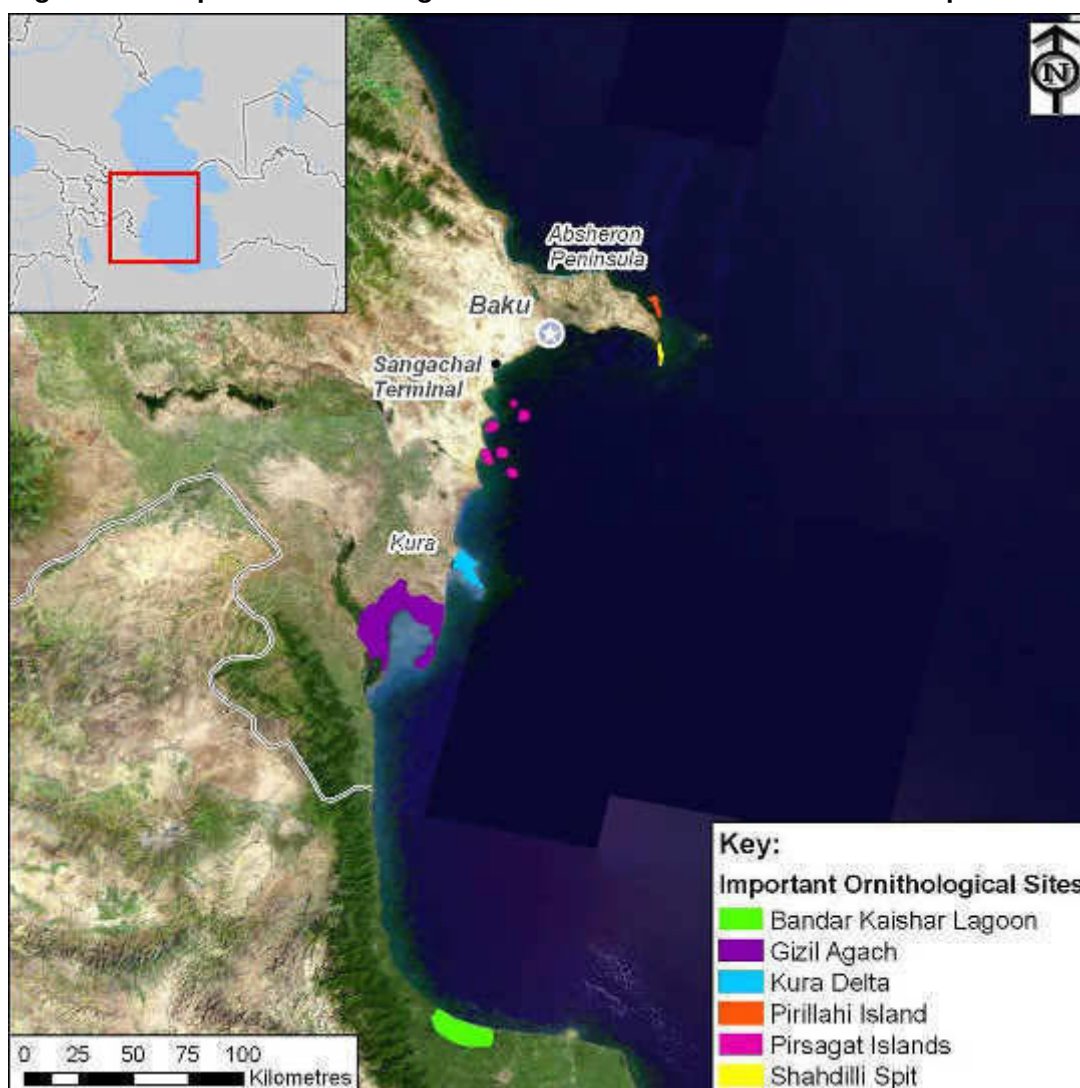 N
Absheron
Peninsula
Baku
Sangachal
Terminal
Kura
Key:
Important Ornithological Sites
Bandar Kaishar Lagoon
Gizil Agach
Kura Delta
Pirillahi Island
Pirsagat Islands
Shahdilli Spit
0 25 50 75 100
Kilometres